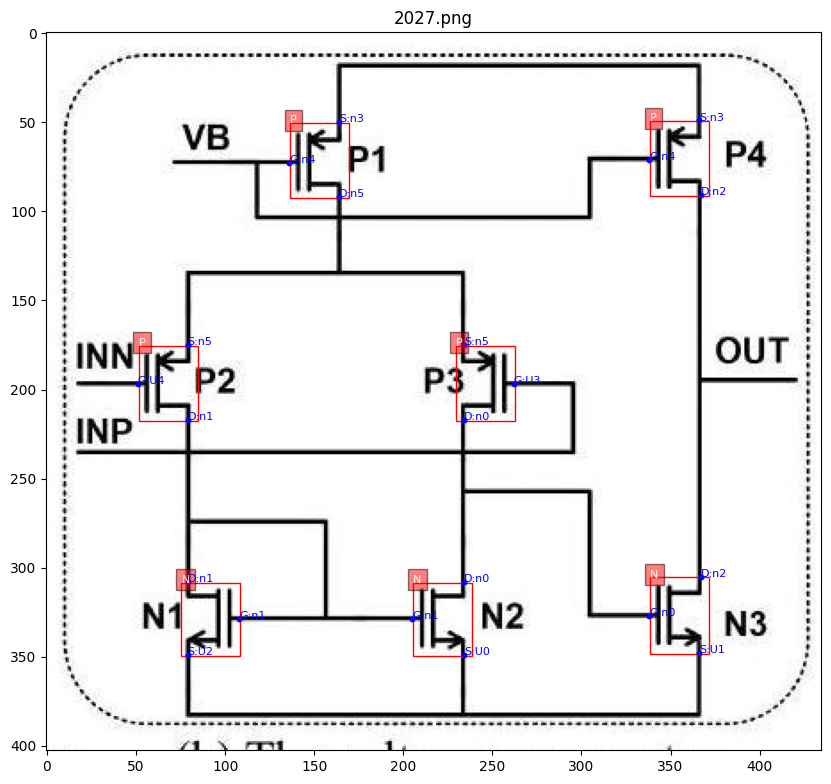 2027.png
0
P S:n3 P S:n3
50
VB G:n4 P1 G:n4 P4
D:n5 D:n2
100
150
P S:n5 P S:n5
INN G:U4 P2 P3 G:U3 OUT
200
D:n1 D:n0
INP
250
300
N D:n1 N D:n0 N D:n2
N1 G:n1 G:n1 N2 G:n0 N3
S:U2 S:U0 S:U1
350
400
0 50 100 150 200 250 300 350 400